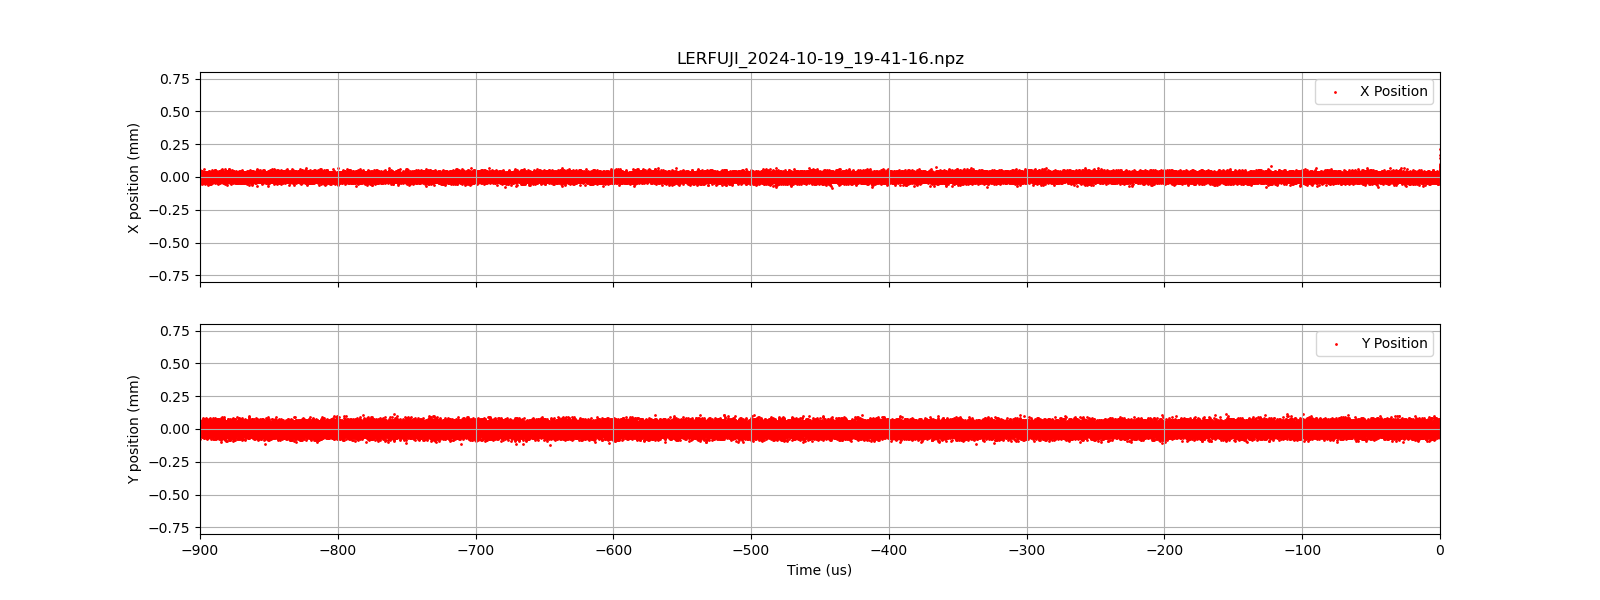 LERFUJI_2024-10-19_19-41-16.npz
0.75
0.50
0.25
0.00
−0.25
−0.50
−0.75
X position (mm)
X Position
0.75
0.50
0.25
0.00
−0.25
−0.50
−0.75
Y position (mm)
Y Position
−900 −800 −700 −600 −500 −400 −300 −200 −100 0
Time (us)